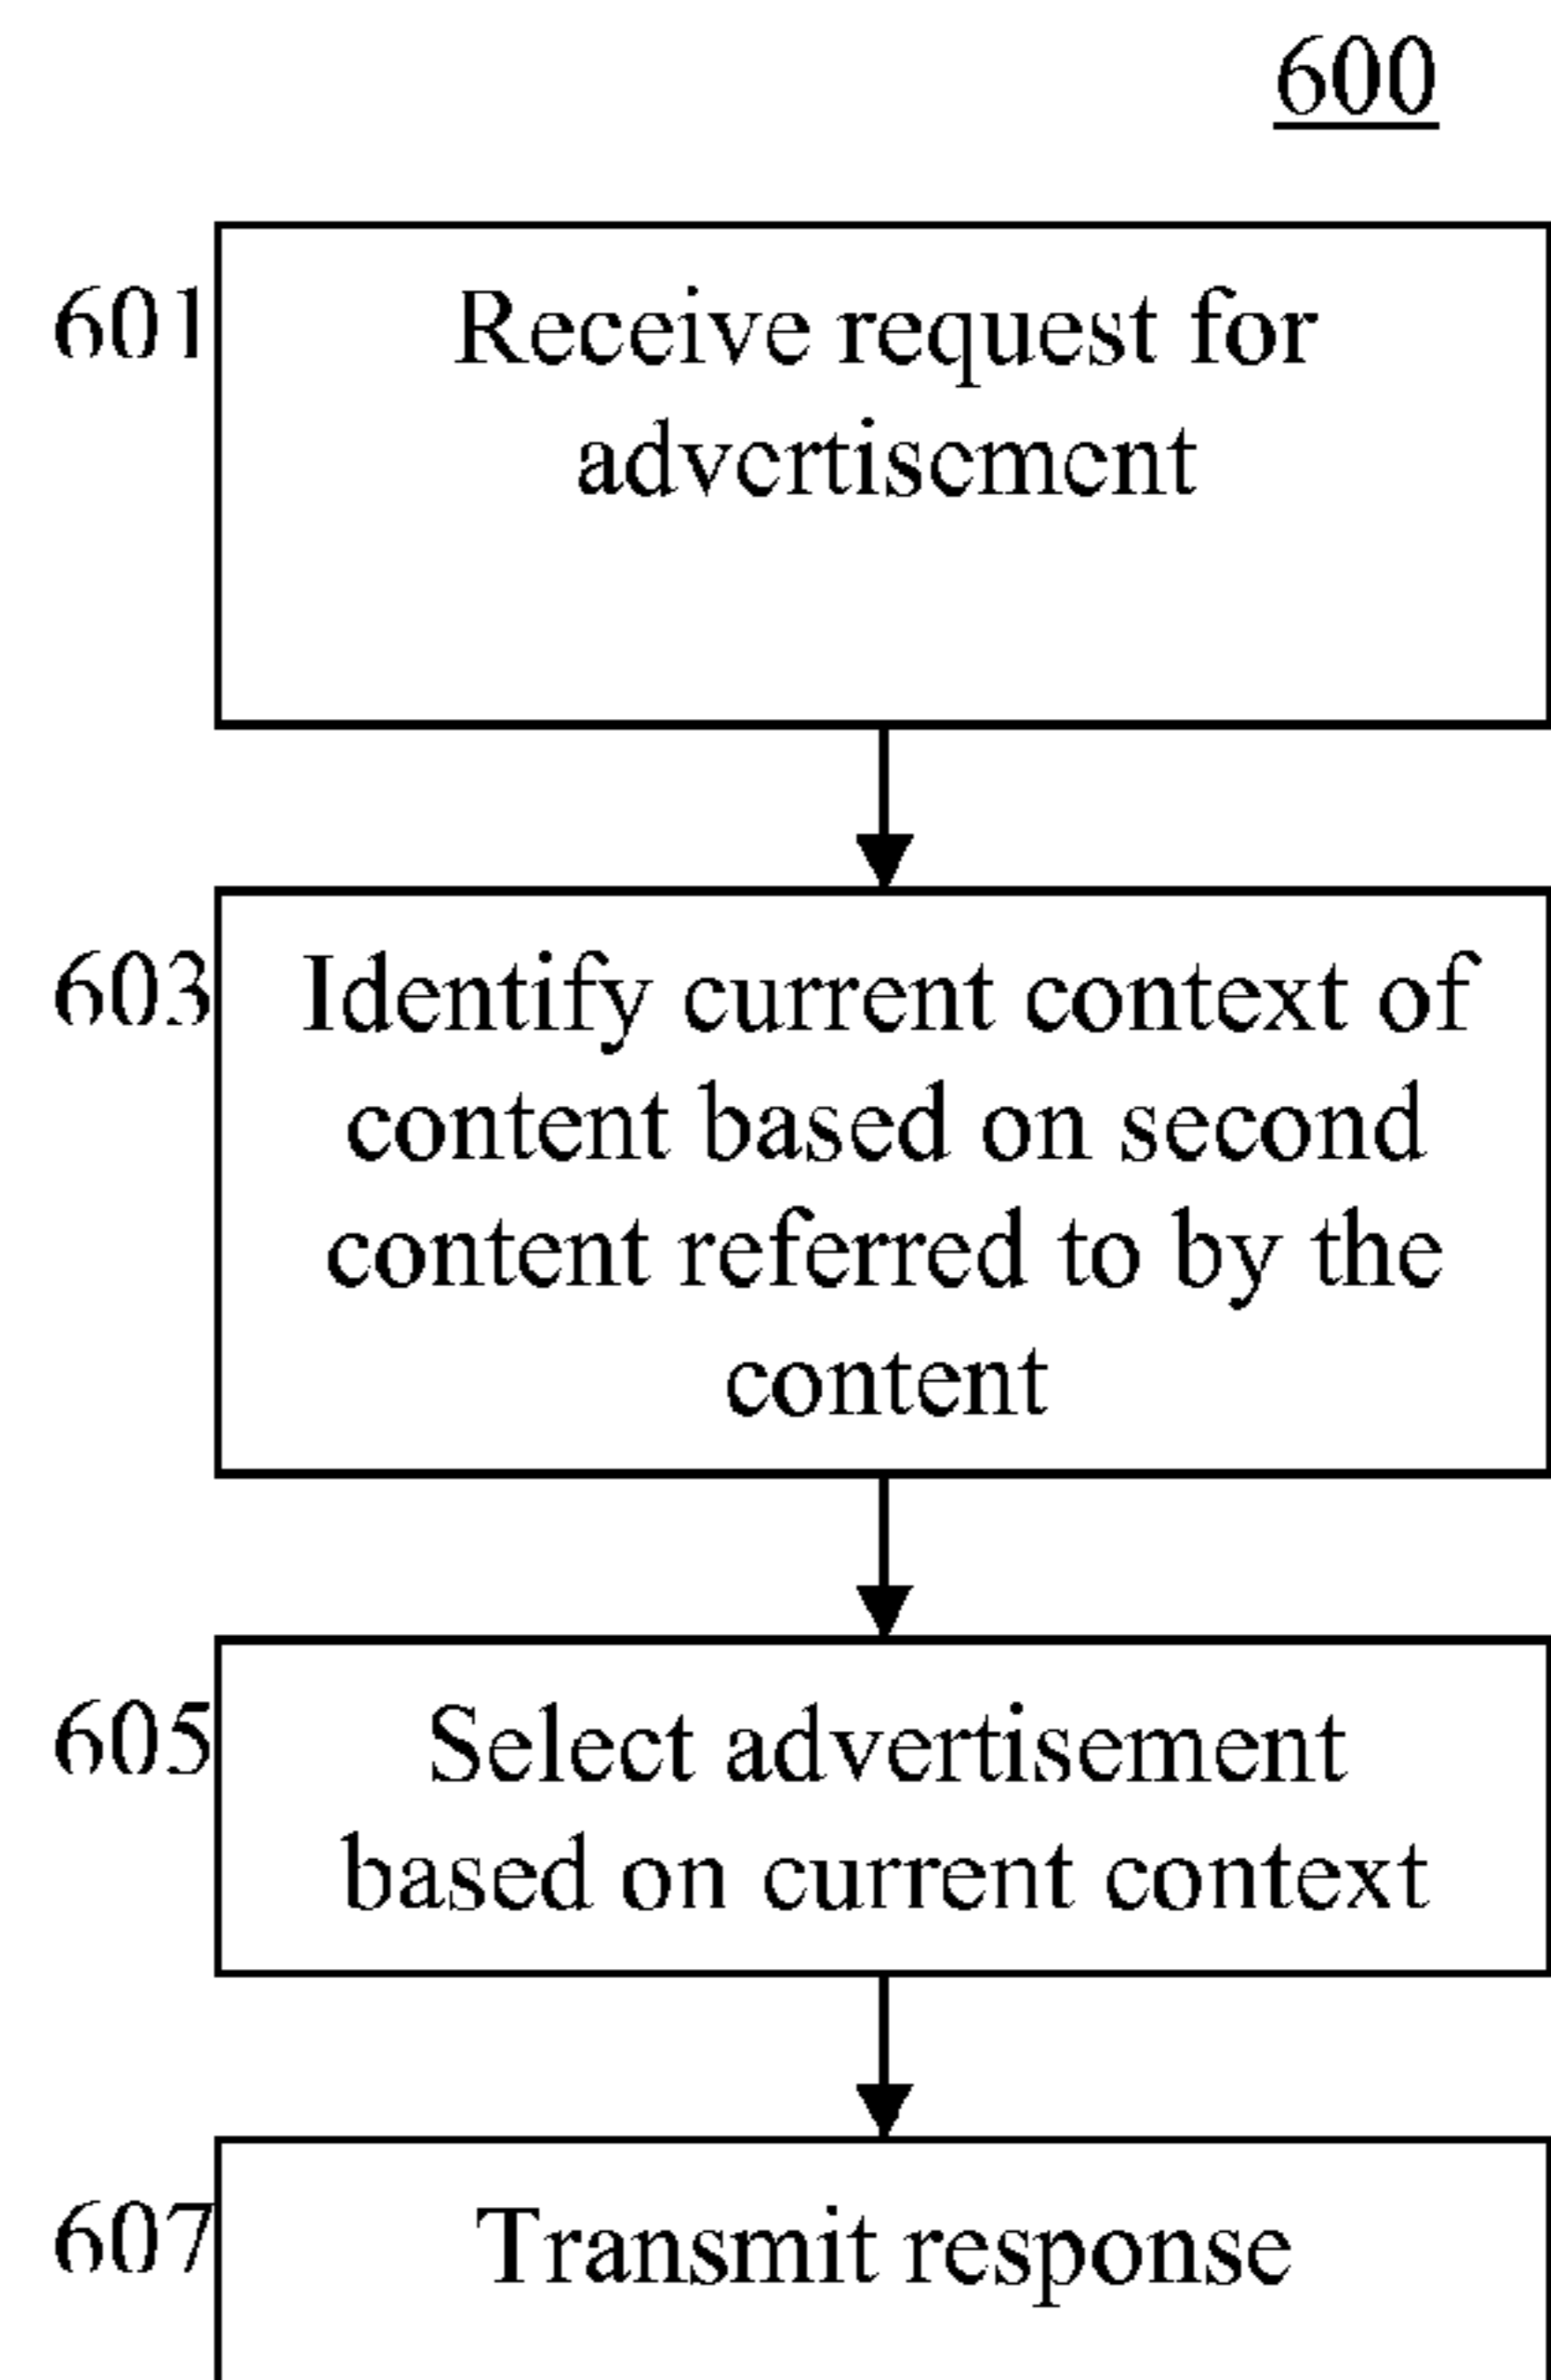 600
601
Receive request for
advertisement
603
Identify current context of
content based on second
content referred to by the
content
605
Select advertisement
based on current context
607
Transmit response